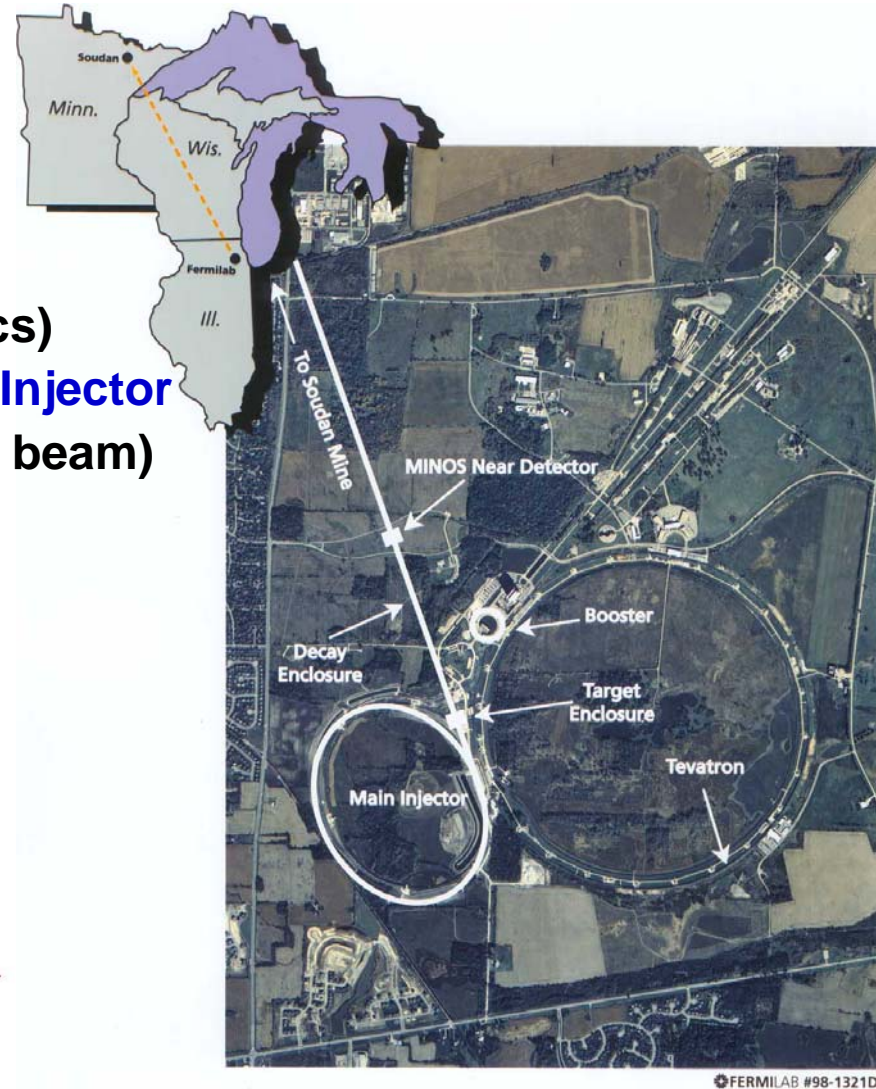 Soudan
Minn.
Wis.
Fermilab
Ill.
cs)
Injector
beam)
To Soudan Mine
MINOS Near Detector
Booster
Decay
Enclosure
Target
Enclosure
Tevatron
Main Injector
FERMILAB #98-1321D